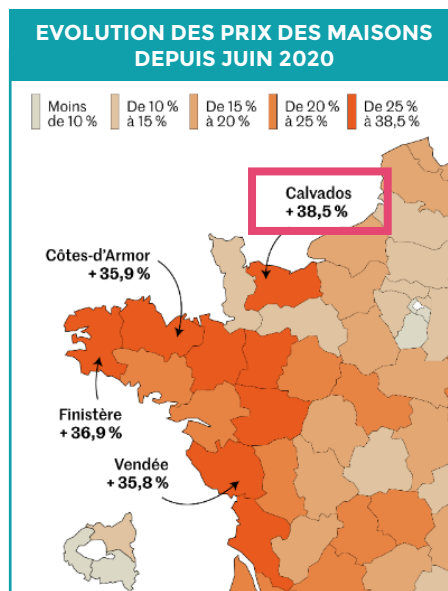 EVOLUTION DES PRIX DES MAISONS
DEPUIS JUIN 2020
Moins
de 10 %
De 10 %
à 15 %
De 15 %
à 20 %
De 20 %
à 25 %
De 25 %
à 38,5 %
Calvados
+ 38,5 %
Côtes-d'Armor
+ 35,9 %
Finistère
+ 36,9 %
Vendée
+ 35,8 %